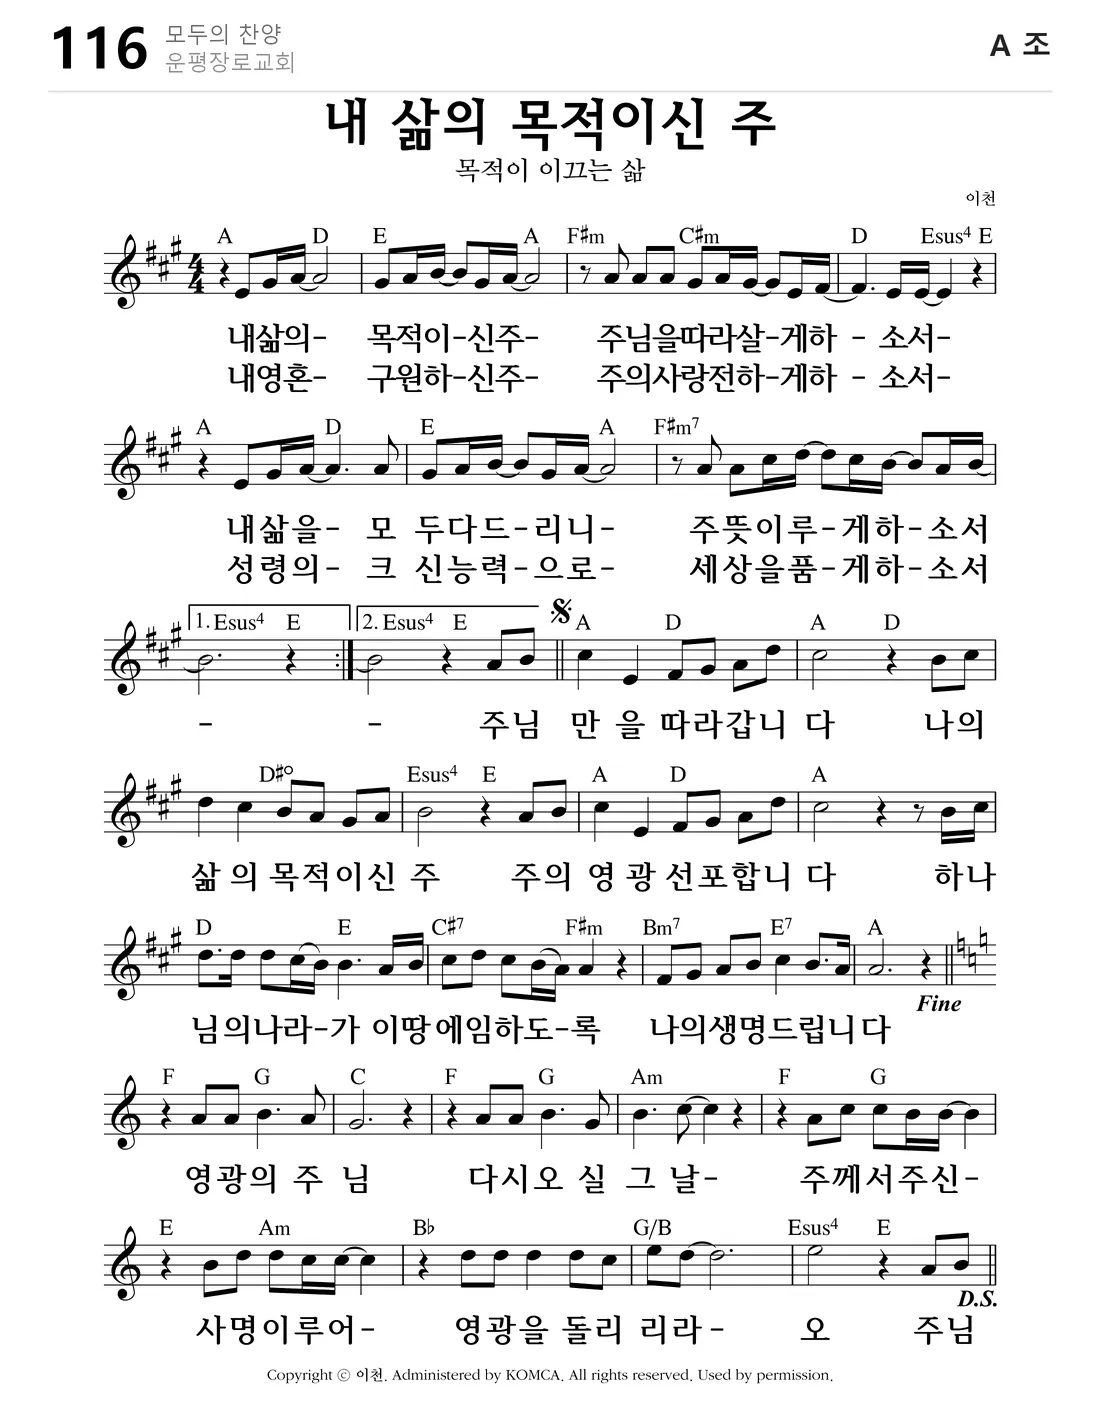 116 모두의 찬양
운평장로교회
A 조
내 삶의 목적이신 주
목적이 이끄는 삶
이천
A D E A F#m C#m D Esus4 E
내삶의- 목적이-신주- 주님을따라살-게하 - 소서-
내영혼- 구원하-신주- 주의사랑전하-게하 - 소서-
A D E A F#m7
내삶을- 모 두다드-리니- 주뜻이루-게하-소서
성령의- 크 신능력-으로- 세상을품-게하-소서
1. Esus4 E 2. Esus4 E A D A D
- - 주님 만 을 따라갑니 다 나의
D#° Esus4 E A D A
삶 의 목적이신 주 주의 영 광 선포합니 다 하나
D E C#7 F#m Bm7 E7 A
Fine
님의나라-가 이땅에임하도-록 나의생명드립니다
F G C F G Am F G
영광의 주 님 다시오 실 그 날- 주께서주신-
E Am B♭ G/B Esus4 E
D.S.
사명이루어- 영광을 돌리 리라- 오 주님
Copyright ⓒ 이천. Administered by KOMCA. All rights reserved. Used by permission.